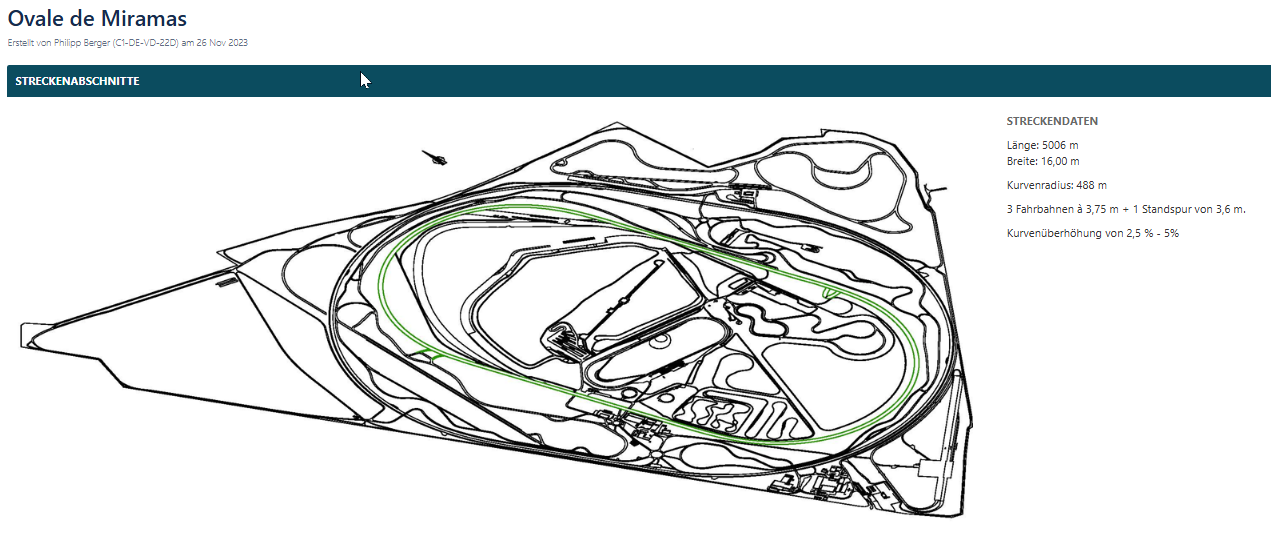 Ovale de Miramas
Erstellt von Philipp Berger (C1-DE-VD-22D) am 26 Nov 2023
STRECKENABSCHNITTE
STRECKENDATEN
Länge: 5006 m
Breite: 16,00 m
Kurvenradius: 488 m
3 Fahrbahnen à 3,75 m + 1 Standspur von 3,6 m.
Kurvenüberhöhung von 2,5 % - 5%